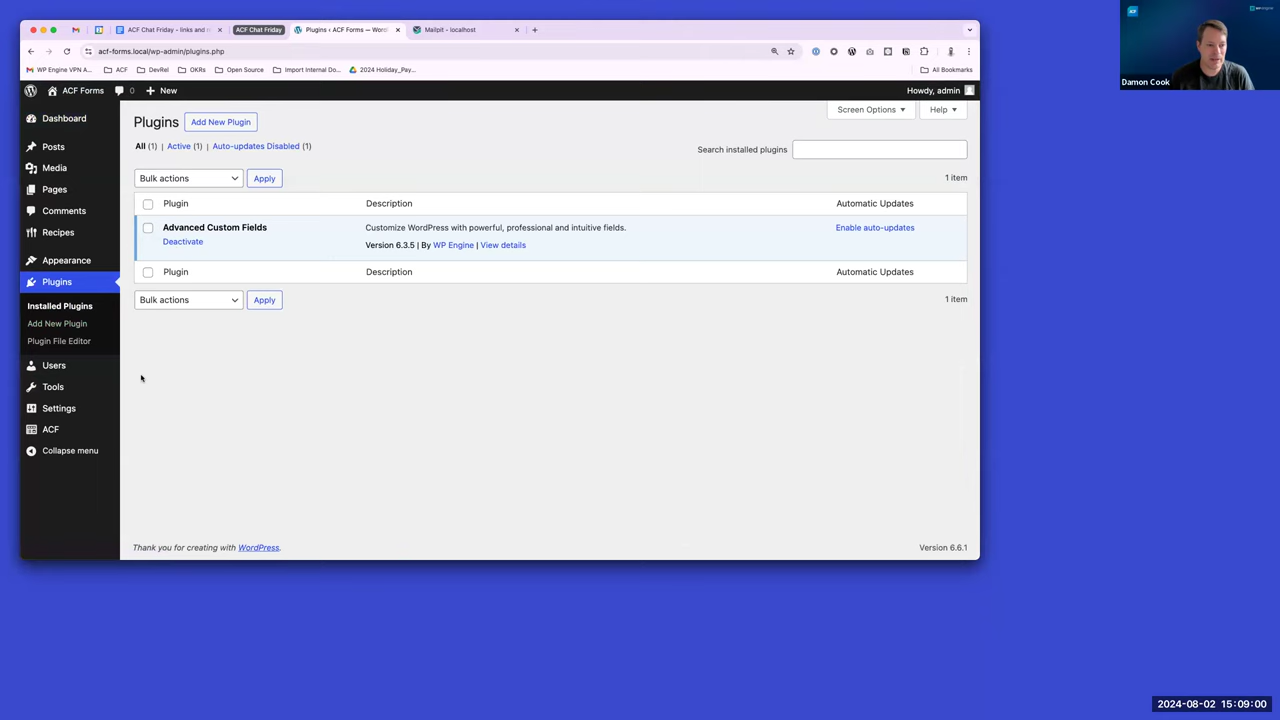 ACF Chat Friday - links and r
ACF Chat Friday
Plugins ‹ ACF Forms — Word
Mailpit - localhost
acf-forms.local/wp-admin/plugins.php
WP Engine VPN A...
ACF
DevRel
OKRs
Open Source
Import Internal Do...
2024 Holiday_Pay...
All Bookmarks
ACF Forms
0
New
Howdy, admin
Damon Cook
Dashboard
Posts
Media
Pages
Comments
Recipes
Appearance
Plugins
Installed Plugins
Add New Plugin
Plugin File Editor
Users
Tools
Settings
ACF
Collapse menu
Screen Options
Help
Plugins
Add New Plugin
All (1) | Active (1) | Auto-updates Disabled (1)
Search installed plugins
Bulk actions
Apply
1 item
Plugin
Description
Automatic Updates
Advanced Custom Fields
Customize WordPress with powerful, professional and intuitive fields.
Enable auto-updates
Deactivate
Version 6.3.5 | By WP Engine | View details
Plugin
Description
Automatic Updates
Bulk actions
Apply
1 item
Thank you for creating with WordPress.
Version 6.6.1
2024-08-02 15:09:00